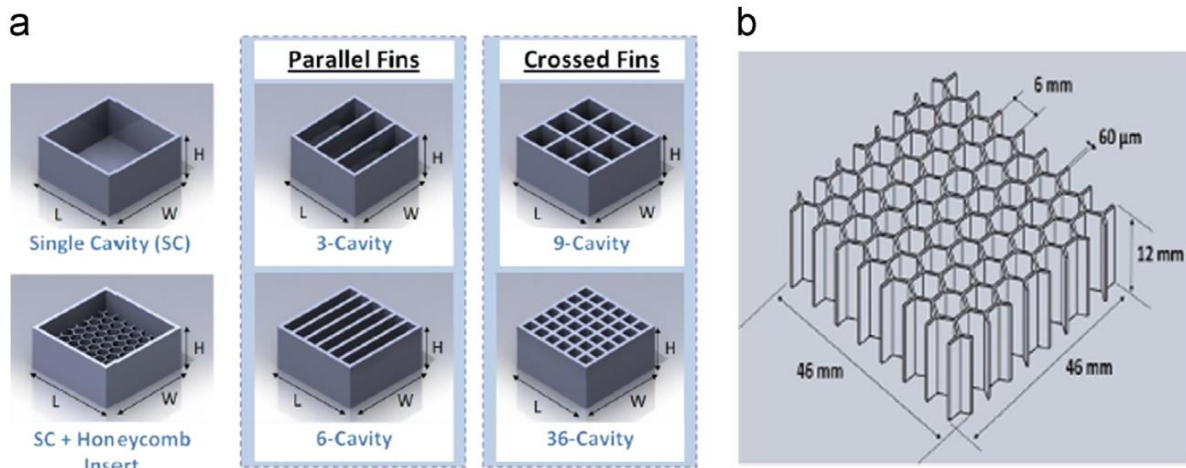 a
b
Parallel Fins
Crossed Fins
H
L
W
Single Cavity (SC)
H
L
W
3-Cavity
H
L
W
9-Cavity
H
L
W
SC + Honeycomb
Insert
H
L
W
6-Cavity
H
L
W
36-Cavity
6 mm
60 µm
12 mm
46 mm
46 mm